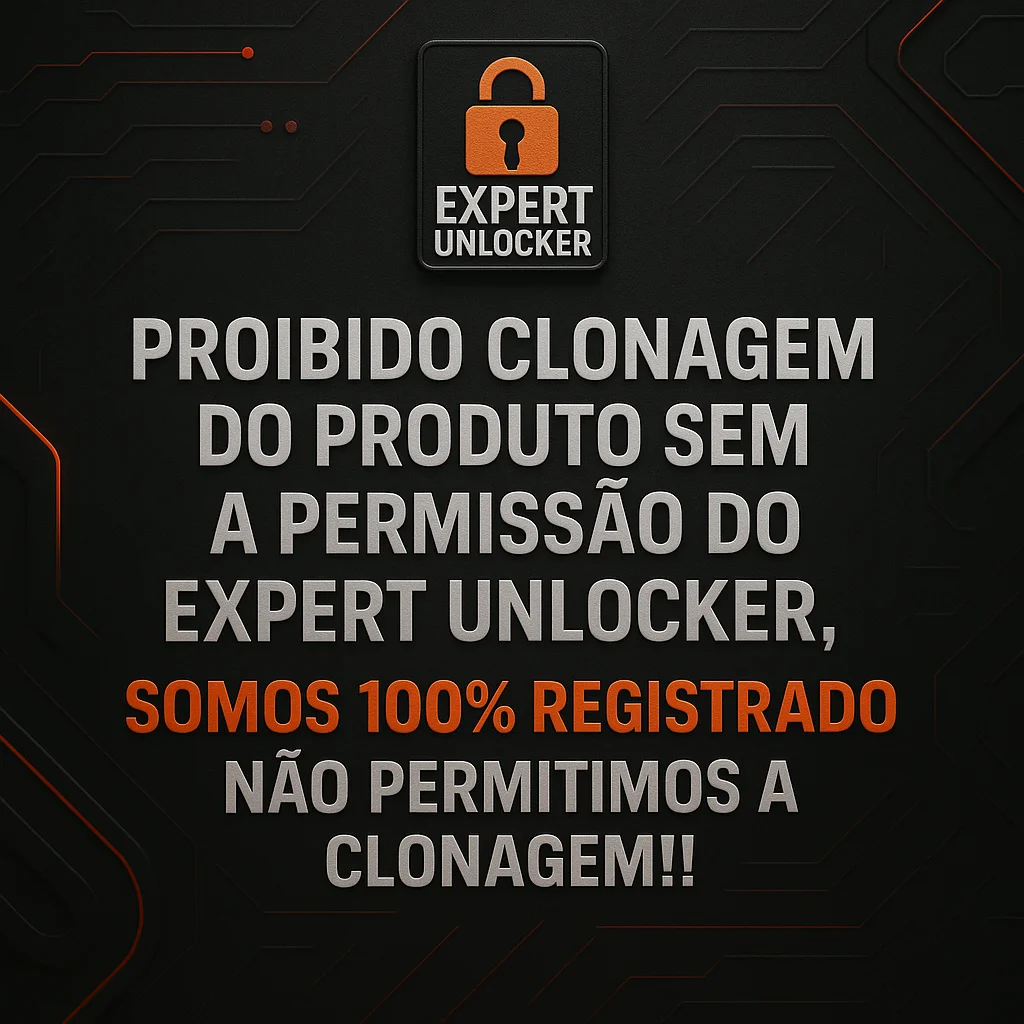 EXPERT
UNLOCKER
PROIBIDO CLONAGEM
DO PRODUTO SEM
A PERMISSÃO DO
EXPERT UNLOCKER,
SOMOS 100% REGISTRADO
NÃO PERMITIMOS A
CLONAGEM!!